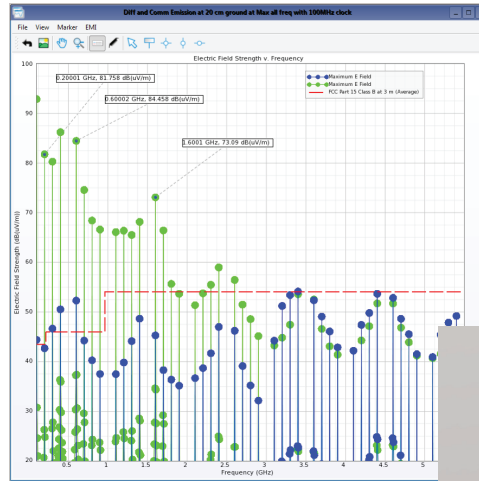 Diff and Comm Emission at 20 cm ground at Max all freq with 100MHz clock
File View Marker EMI
Electric Field Strength v. Frequency
100
90
80
70
60
50
40
30
20
Electric Field Strength (dB(uV/m))
0.20001 GHz, 81.758 dB(uV/m)
0.60002 GHz, 84.458 dB(uV/m)
1.6001 GHz, 73.09 dB(uV/m)
Maximum E Field
Maximum E Field
FCC Part 15 Class B at 3 m (Average)
0.5 1 1.5 2 2.5 3 3.5 4 4.5 5
Frequency (GHz)